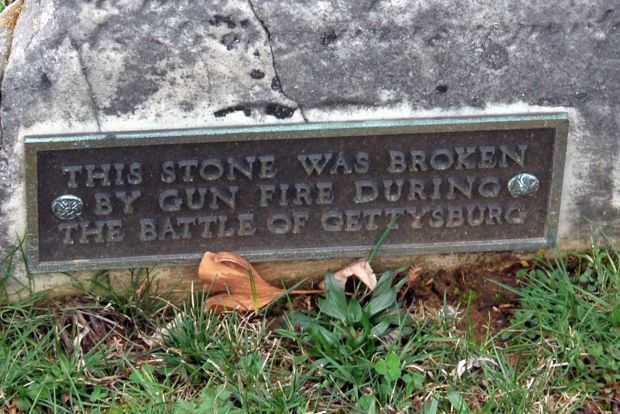 THIS STONE WAS BROKEN
BY GUN FIRE DURING
THE BATTLE OF GETTYSBURG